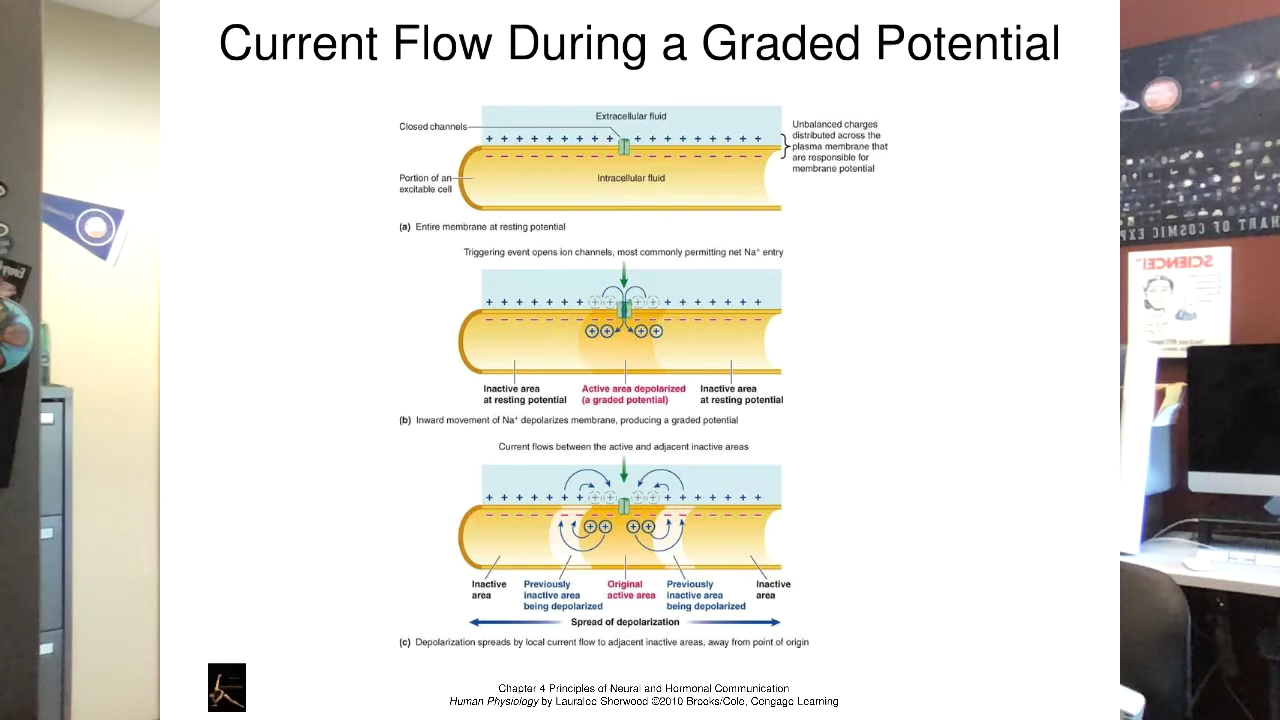 Current Flow During a Graded Potential
Extracellular fluid
Closed channels
Unbalanced charges
distributed across the
plasma membrane that
are responsible for
membrane potential
Portion of an
excitable cell
Intracellular fluid
(a) Entire membrane at resting potential
Triggering event opens ion channels, most commonly permitting net Na⁺ entry
Inactive area
at resting potential
Active area depolarized
(a graded potential)
Inactive area
at resting potential
(b) Inward movement of Na⁺ depolarizes membrane, producing a graded potential
Current flows between the active and adjacent inactive areas
Inactive
area
Previously
inactive area
being depolarized
Original
active area
Previously
inactive area
being depolarized
Inactive
area
Spread of depolarization
(c) Depolarization spreads by local current flow to adjacent inactive areas, away from point of origin
Chapter 4 Principles of Neural and Hormonal Communication
Human Physiology by Lauralee Sherwood ©2010 Brooks/Cole, Cengage Learning
HART OF COSMIC EXP
SCIENCE!